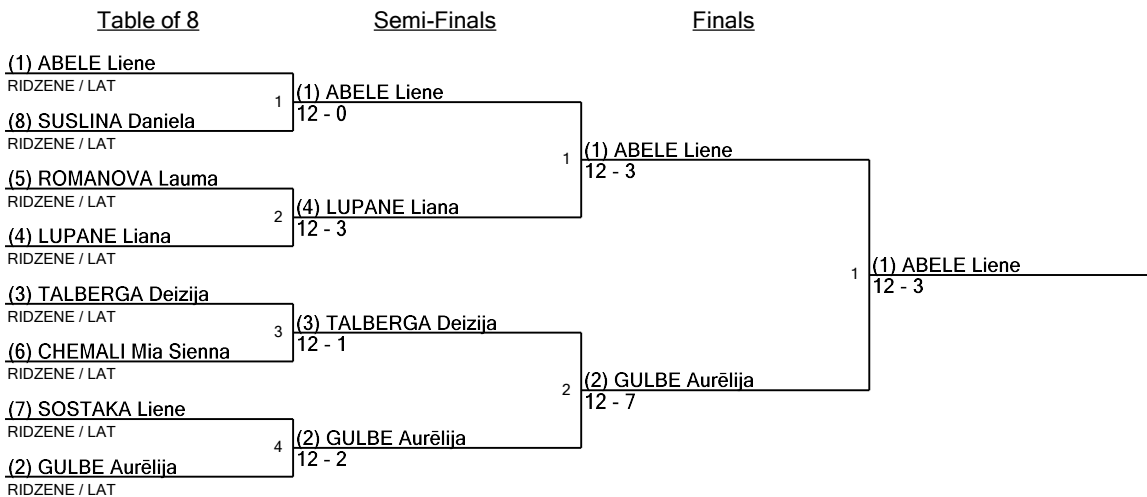 Table of 8
Semi-Finals
Finals
(1) ABELE Liene
RIDZENE / LAT
1
(8) SUSLINA Daniela
RIDZENE / LAT
(5) ROMANOVA Lauma
RIDZENE / LAT
2
(4) LUPANE Liana
RIDZENE / LAT
(3) TALBERGA Deizija
RIDZENE / LAT
3
(6) CHEMALI Mia Sienna
RIDZENE / LAT
(7) SOSTAKA Liene
RIDZENE / LAT
4
(2) GULBE Aurēlija
RIDZENE / LAT
(1) ABELE Liene
12 - 0
1
(4) LUPANE Liana
12 - 3
(3) TALBERGA Deizija
12 - 1
2
(2) GULBE Aurēlija
12 - 2
(1) ABELE Liene
12 - 3
1
(2) GULBE Aurēlija
12 - 7
(1) ABELE Liene
12 - 3